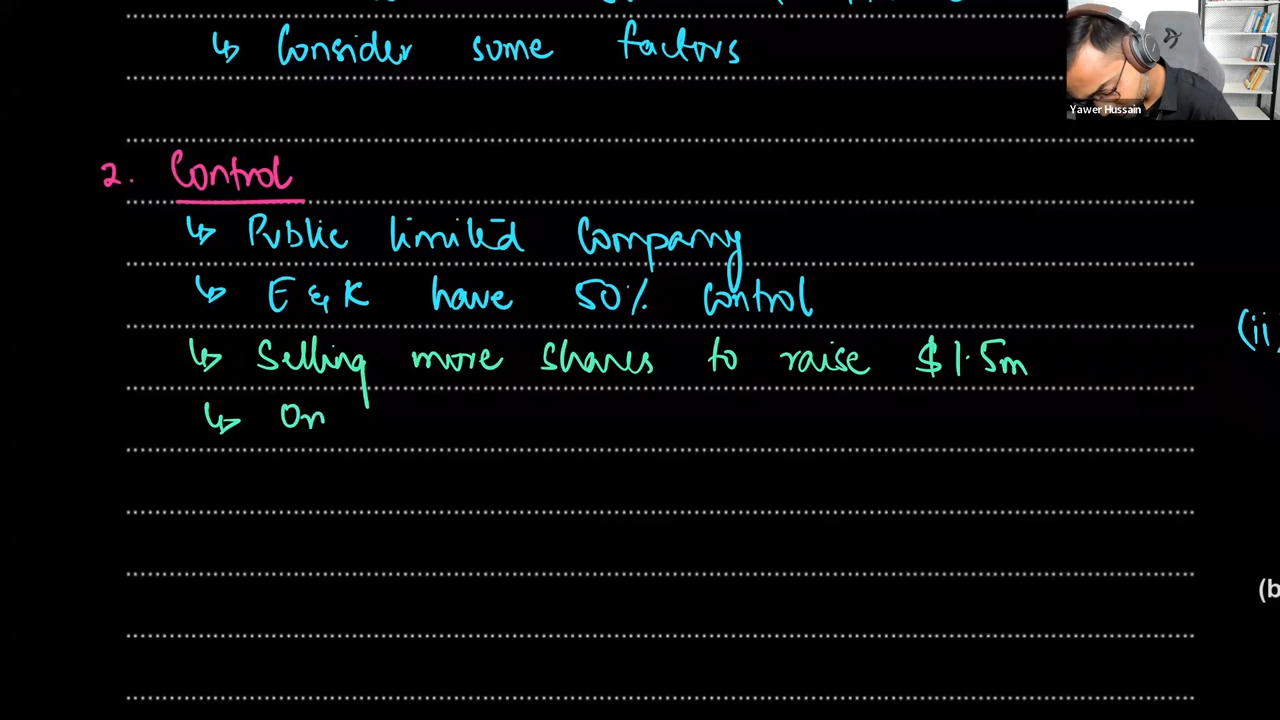 ↳ Consider some factors
Yawer Hussain
2. Control
↳ Public limited Company
↳ E & K have 50% control
(ii)
↳ Selling more shares to raise $1.5m
↳ On
(b